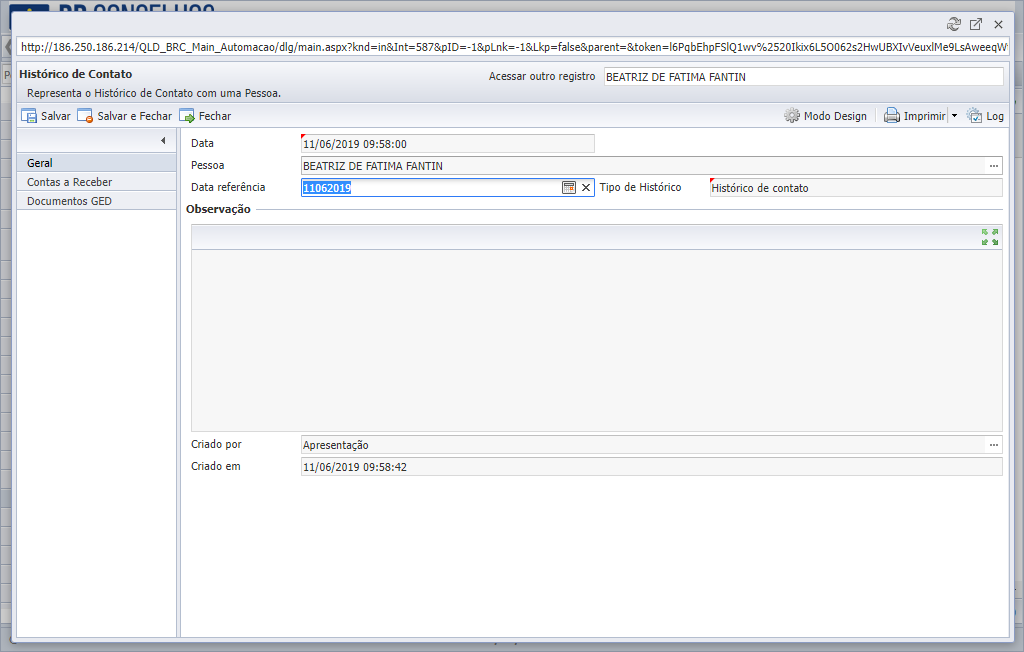 BR CONSELHOS
http://186.250.186.214/QLD_BRC_Main_Automacao/dlg/main.aspx?knd=in&Int=587&pID=-1&pLnk=-1&Lkp=false&parent=&token=l6PqbEhpFSlQ1wv%2520Ikix6L5O062s2HwUBXIvVeuxlMe9LsAweeqW
Histórico de Contato
Acessar outro registro BEATRIZ DE FATIMA FANTIN
Representa o Histórico de Contato com uma Pessoa.
Salvar Salvar e Fechar Fechar Modo Design Imprimir Log
Geral
Contas a Receber
Documentos GED
Data 11/06/2019 09:58:00
Pessoa BEATRIZ DE FATIMA FANTIN
Data referência 11062019 Tipo de Histórico Histórico de contato
Observação
Criado por Apresentação
Criado em 11/06/2019 09:58:42